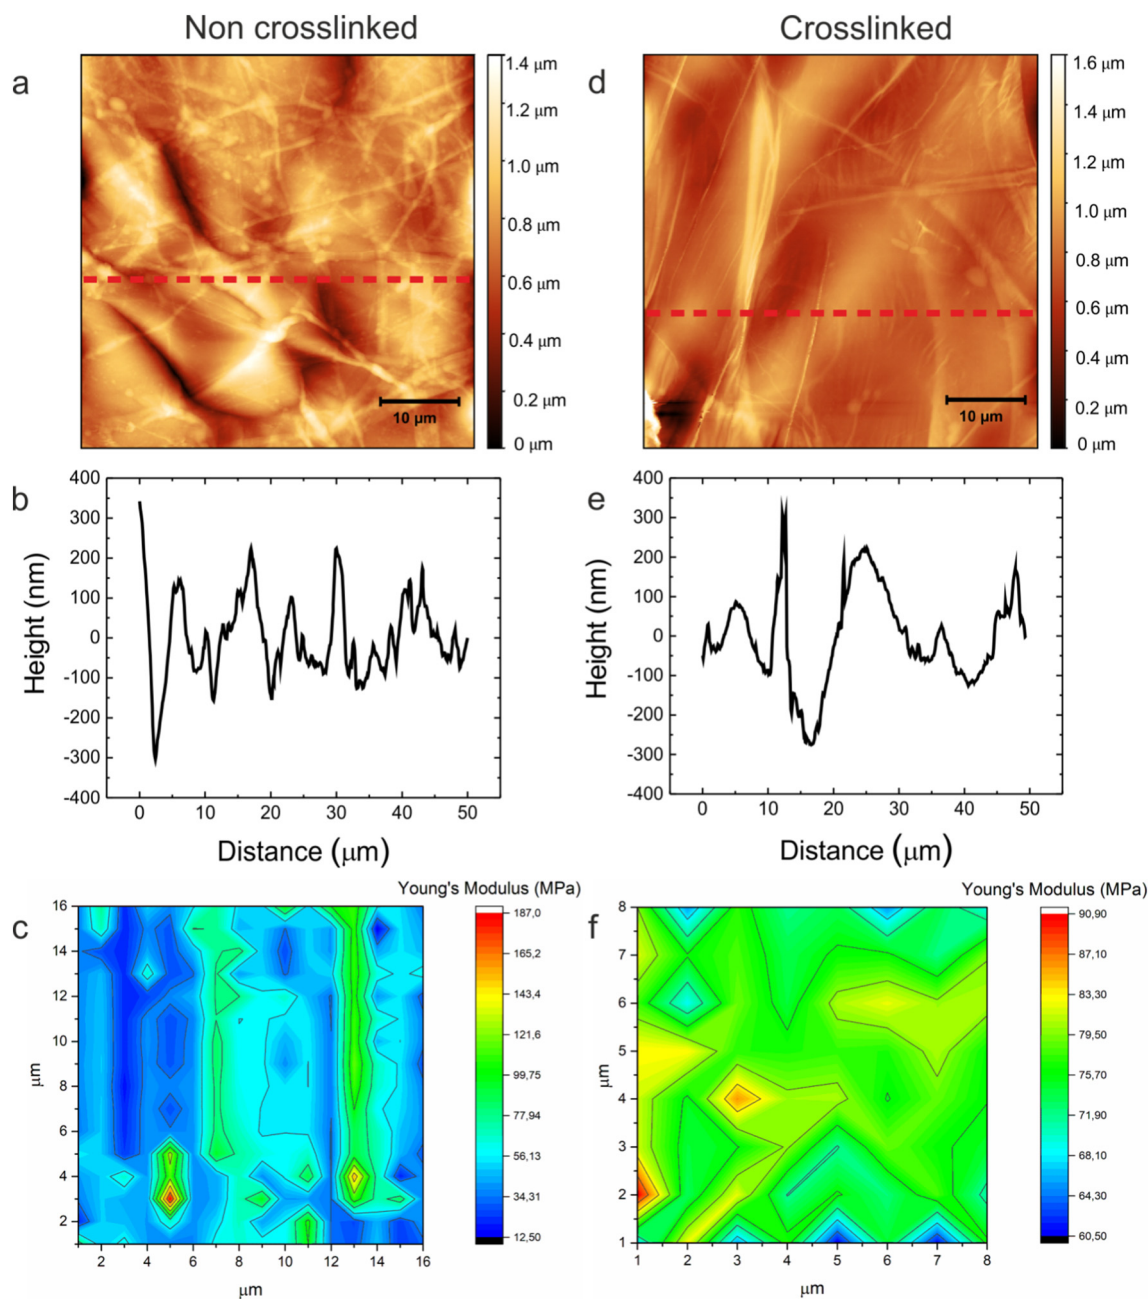 Non crosslinked
Crosslinked
a
1.4 μm
1.2 μm
1.0 μm
0.8 μm
0.6 μm
0.4 μm
0.2 μm
0 μm
10 μm
d
1.6 μm
1.4 μm
1.2 μm
1.0 μm
0.8 μm
0.6 μm
0.4 μm
0.2 μm
0 μm
10 μm
b
Height (nm)
400
300
200
100
0
-100
-200
-300
-400
0 10 20 30 40 50
Distance (μm)
e
Height (nm)
400
300
200
100
0
-100
-200
-300
-400
0 10 20 30 40 50
Distance (μm)
c
Young's Modulus (MPa)
μm
16
14
12
10
8
6
4
2
2 4 6 8 10 12 14 16
μm
187,0
165,2
143,4
121,6
99,75
77,94
56,13
34,31
12,50
f
Young's Modulus (MPa)
μm
8
7
6
5
4
3
2
1
1 2 3 4 5 6 7 8
μm
90,90
87,10
83,30
79,50
75,70
71,90
68,10
64,30
60,50